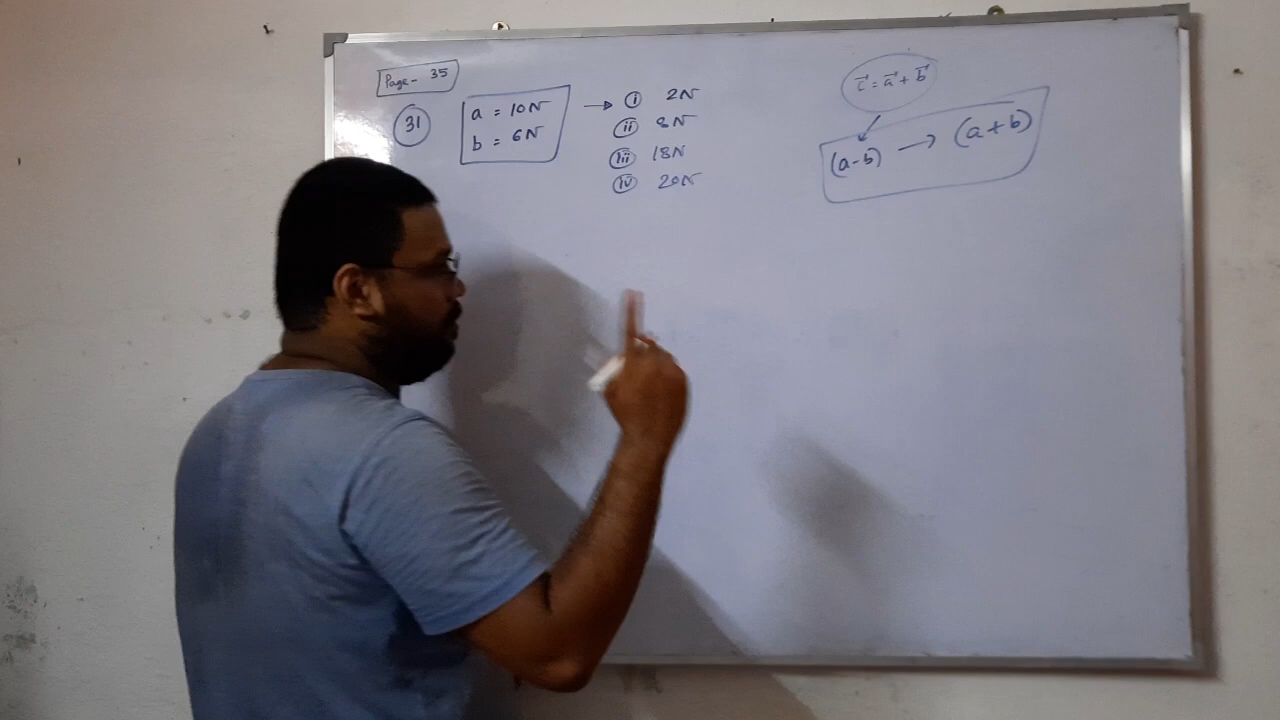 Page - 35
31
a = 10N
b = 6N
→ i 2N
ii 8N
iii 18N
iv 20N
c⃗ = a⃗ + b⃗
(a-b) → (a+b)